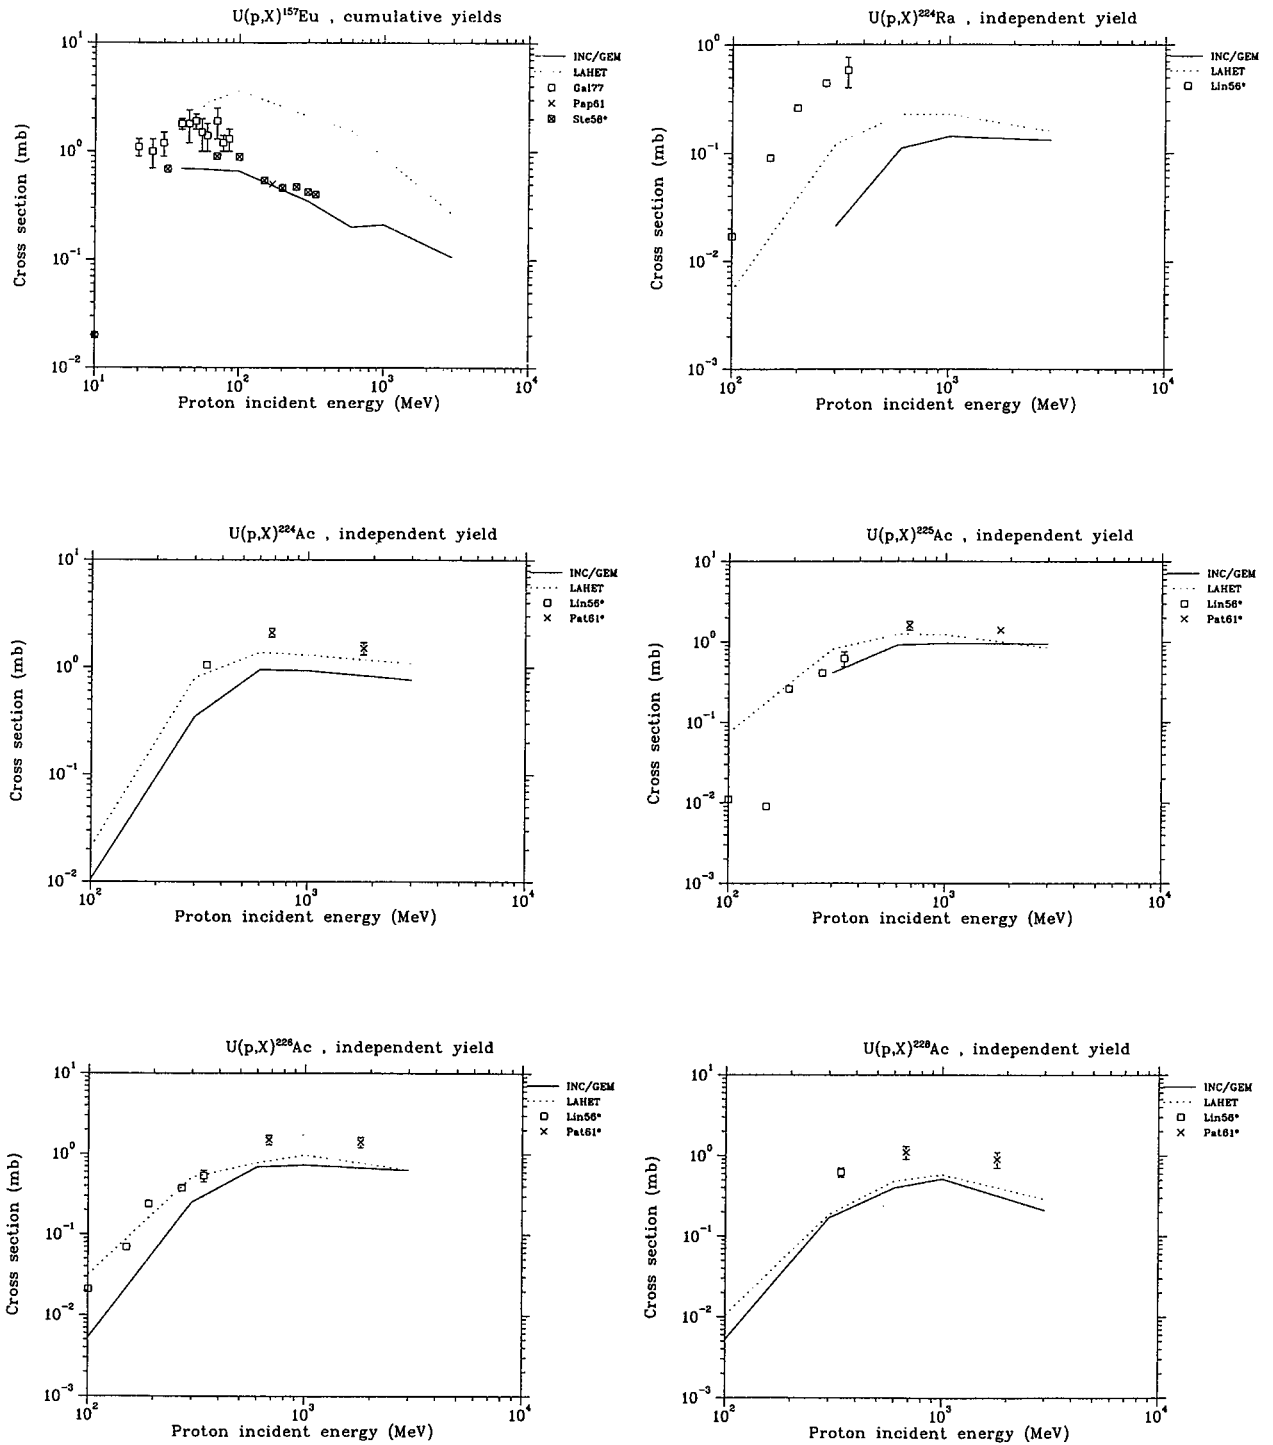 U(p,X)¹⁵⁷Eu , cumulative yields
10¹
10⁰
10⁻¹
10⁻²
Cross section (mb)
INC/GEM
LAHET
Gal77
Pap61
Ste58*
10¹ 10² 10³ 10⁴
Proton incident energy (MeV)
U(p,X)²²⁴Ra , independent yield
10⁰
10⁻¹
10⁻²
10⁻³
Cross section (mb)
INC/GEM
LAHET
Lin56*
10² 10³ 10⁴
Proton incident energy (MeV)
U(p,X)²²⁴Ac , independent yield
10¹
10⁰
10⁻¹
10⁻²
Cross section (mb)
INC/GEM
LAHET
Lin56*
Pat61*
10² 10³ 10⁴
Proton incident energy (MeV)
U(p,X)²²⁵Ac , independent yield
10¹
10⁰
10⁻¹
10⁻²
10⁻³
Cross section (mb)
INC/GEM
LAHET
Lin56*
Pat61*
10² 10³ 10⁴
Proton incident energy (MeV)
U(p,X)²²⁶Ac , independent yield
10¹
10⁰
10⁻¹
10⁻²
10⁻³
Cross section (mb)
INC/GEM
LAHET
Lin56*
Pat61*
10² 10³ 10⁴
Proton incident energy (MeV)
U(p,X)²²⁸Ac , independent yield
10¹
10⁰
10⁻¹
10⁻²
10⁻³
Cross section (mb)
INC/GEM
LAHET
Lin56*
Pat61*
10² 10³ 10⁴
Proton incident energy (MeV)